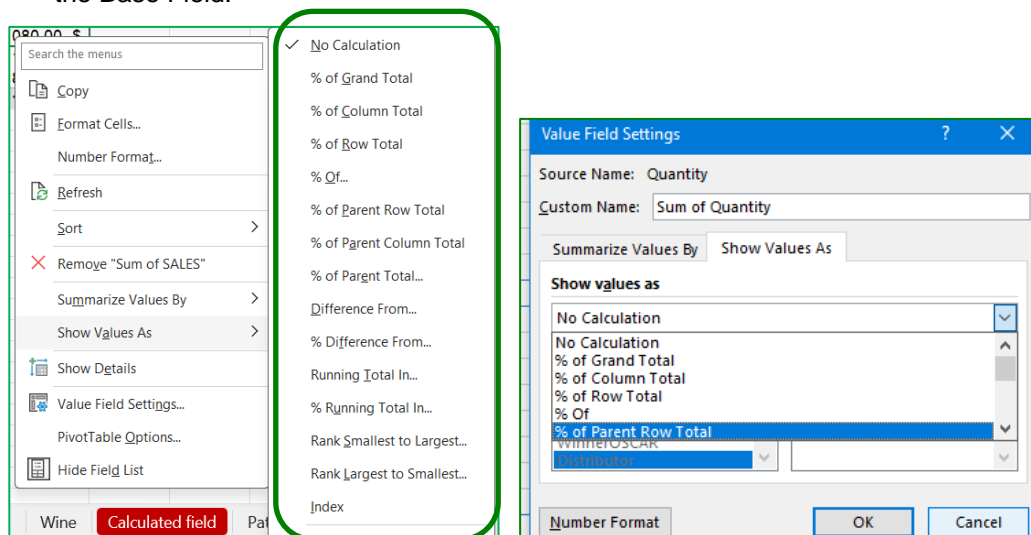 the Base Field.
080.00 $
Search the menus
Copy
Format Cells...
Number Format...
Refresh
Sort
Remove "Sum of SALES"
Summarize Values By
Show Values As
Show Details
Value Field Settings...
PivotTable Options...
Hide Field List
Wine
Calculated field
Pat
No Calculation
% of Grand Total
% of Column Total
% of Row Total
% Of...
% of Parent Row Total
% of Parent Column Total
% of Parent Total...
Difference From...
% Difference From...
Running Total In...
% Running Total In...
Rank Smallest to Largest...
Rank Largest to Smallest...
Index
Value Field Settings ?
Source Name: Quantity
Custom Name: Sum of Quantity
Summarize Values By Show Values As
Show values as
No Calculation
No Calculation
% of Grand Total
% of Column Total
% of Row Total
% Of
% of Parent Row Total
WinnerOSCAR
Distributor
Number Format OK Cancel